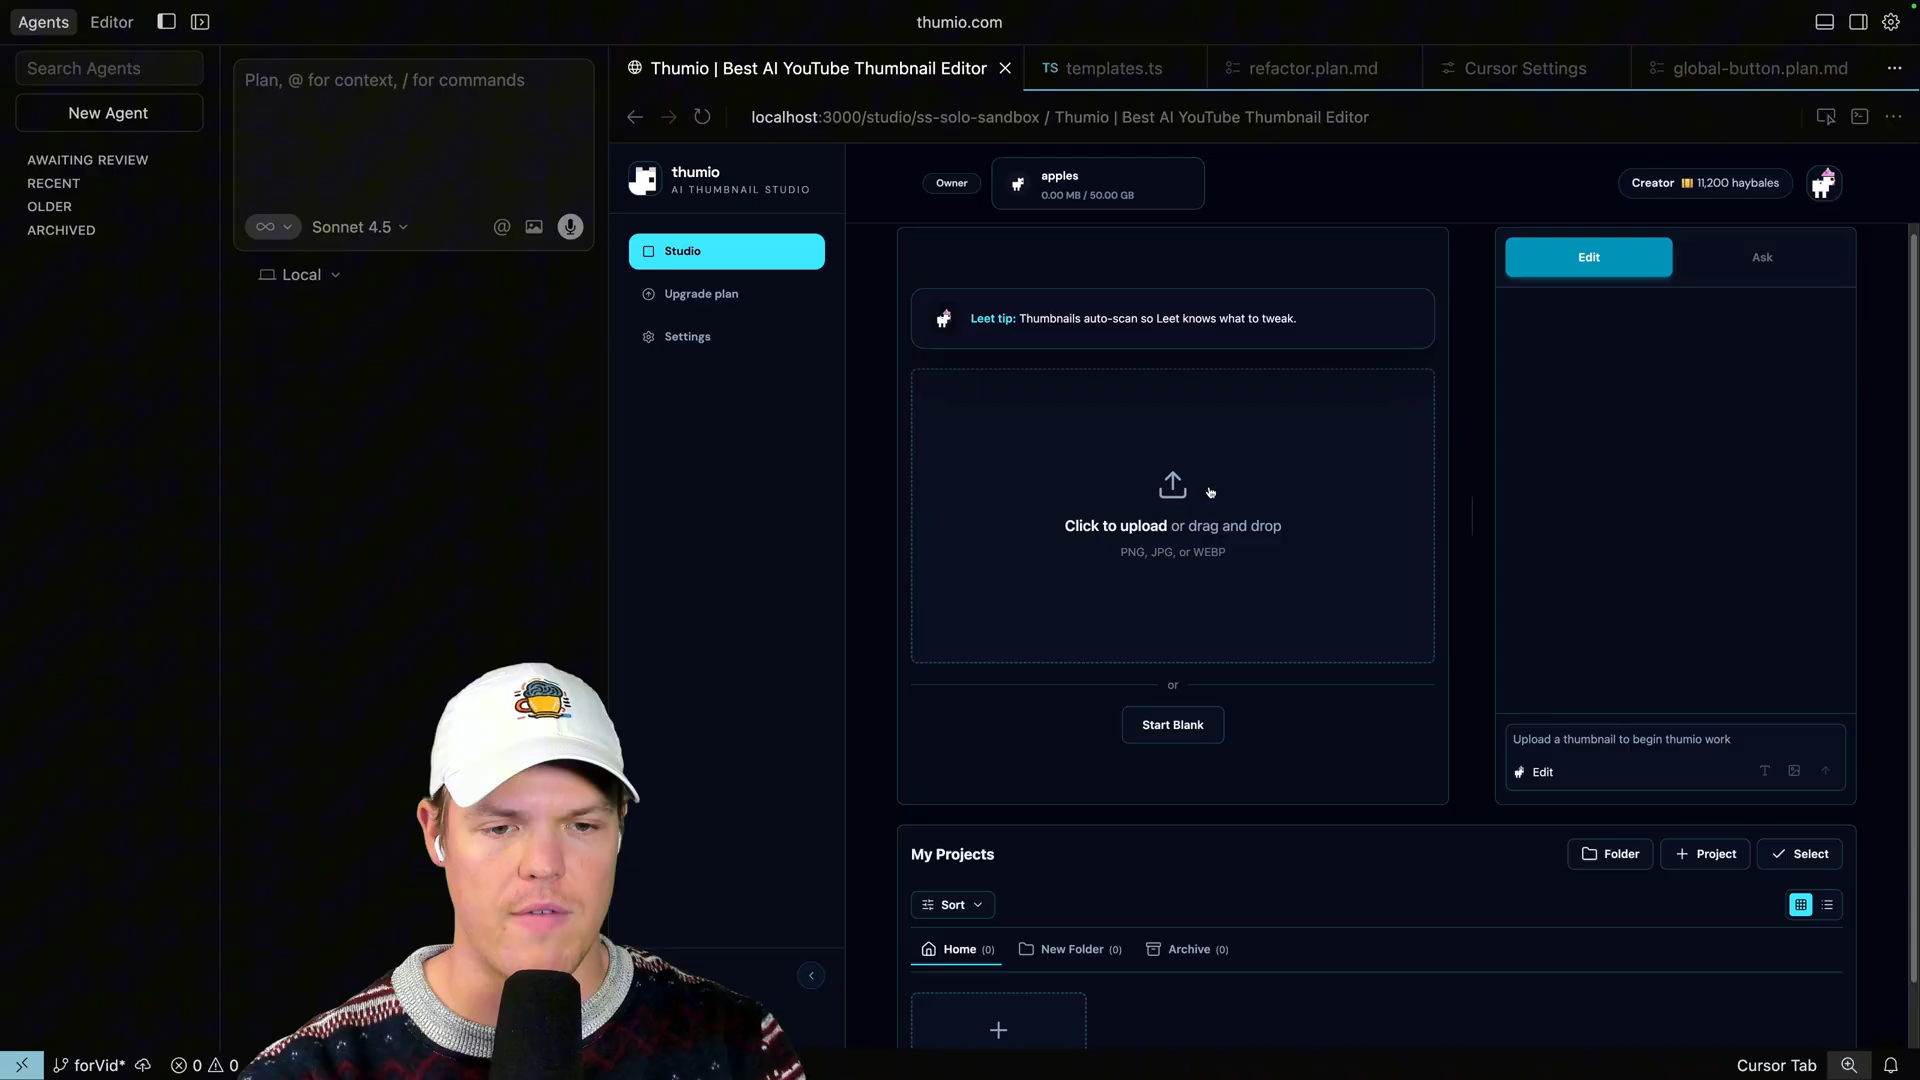 Agents
Editor
thumio.com
Search Agents
New Agent
AWAITING REVIEW
RECENT
OLDER
ARCHIVED
Plan, @ for context, / for commands
Sonnet 4.5
Local
Thumio | Best AI YouTube Thumbnail Editor
TS templates.ts
refactor.plan.md
Cursor Settings
global-button.plan.md
localhost:3000/studio/ss-solo-sandbox / Thumio | Best AI YouTube Thumbnail Editor
thumio
AI THUMBNAIL STUDIO
Studio
Upgrade plan
Settings
Owner
apples
0.00 MB / 50.00 GB
Creator 11,200 haybales
Leet tip: Thumbnails auto-scan so Leet knows what to tweak.
Click to upload or drag and drop
PNG, JPG, or WEBP
or
Start Blank
Edit
Ask
Upload a thumbnail to begin thumio work
Edit
My Projects
Folder
Project
Select
Sort
Home (0)
New Folder (0)
Archive (0)
forVid*
0
0
Cursor Tab